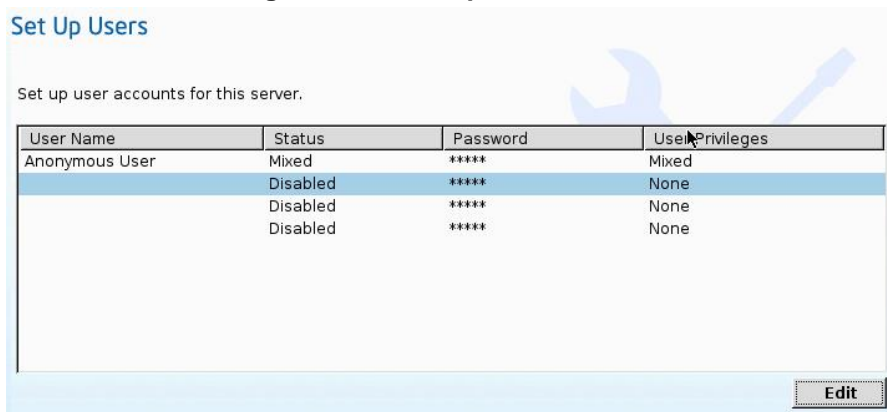 Set Up Users
Set up user accounts for this server.
User Name Status Password User Privileges
Anonymous User Mixed ***** Mixed
Disabled ***** None
Disabled ***** None
Disabled ***** None
Edit